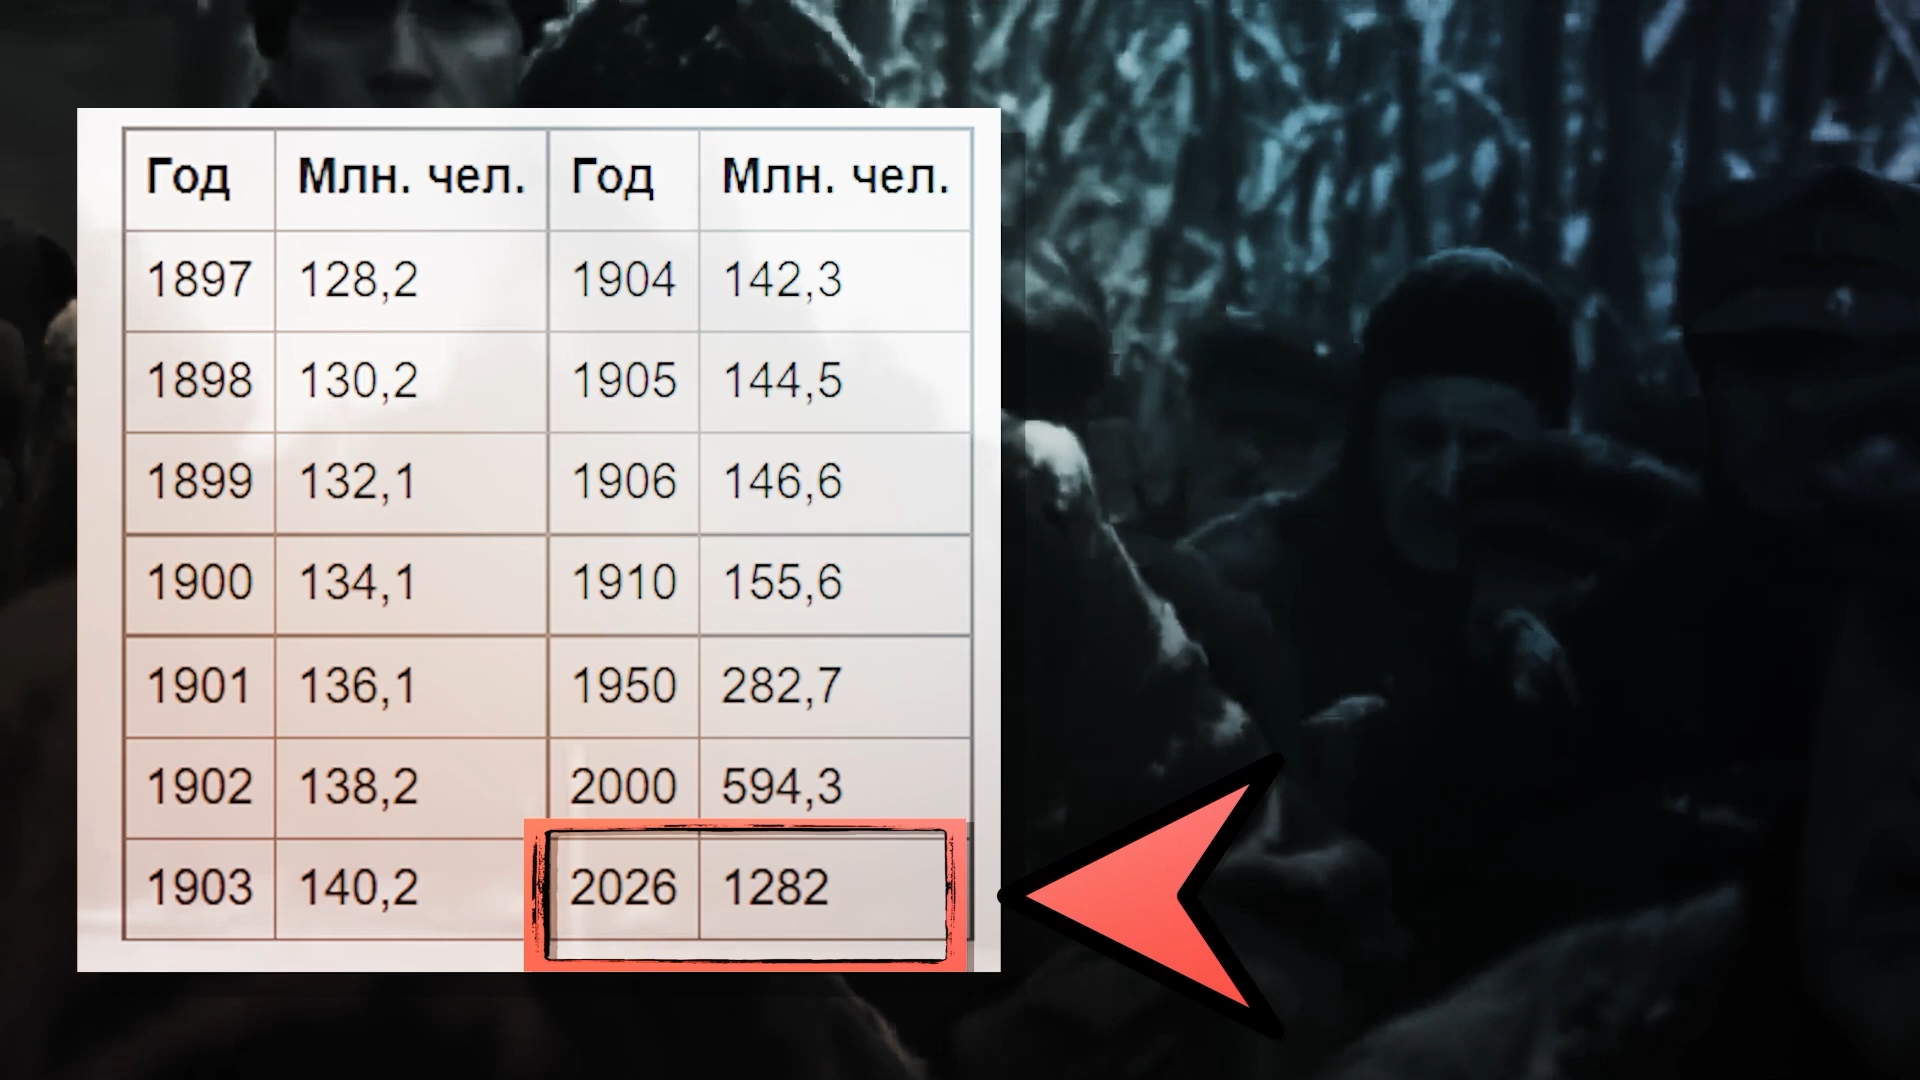 Год Млн. чел. Год Млн. чел.
1897 128,2 1904 142,3
1898 130,2 1905 144,5
1899 132,1 1906 146,6
1900 134,1 1910 155,6
1901 136,1 1950 282,7
1902 138,2 2000 594,3
1903 140,2 2026 1282